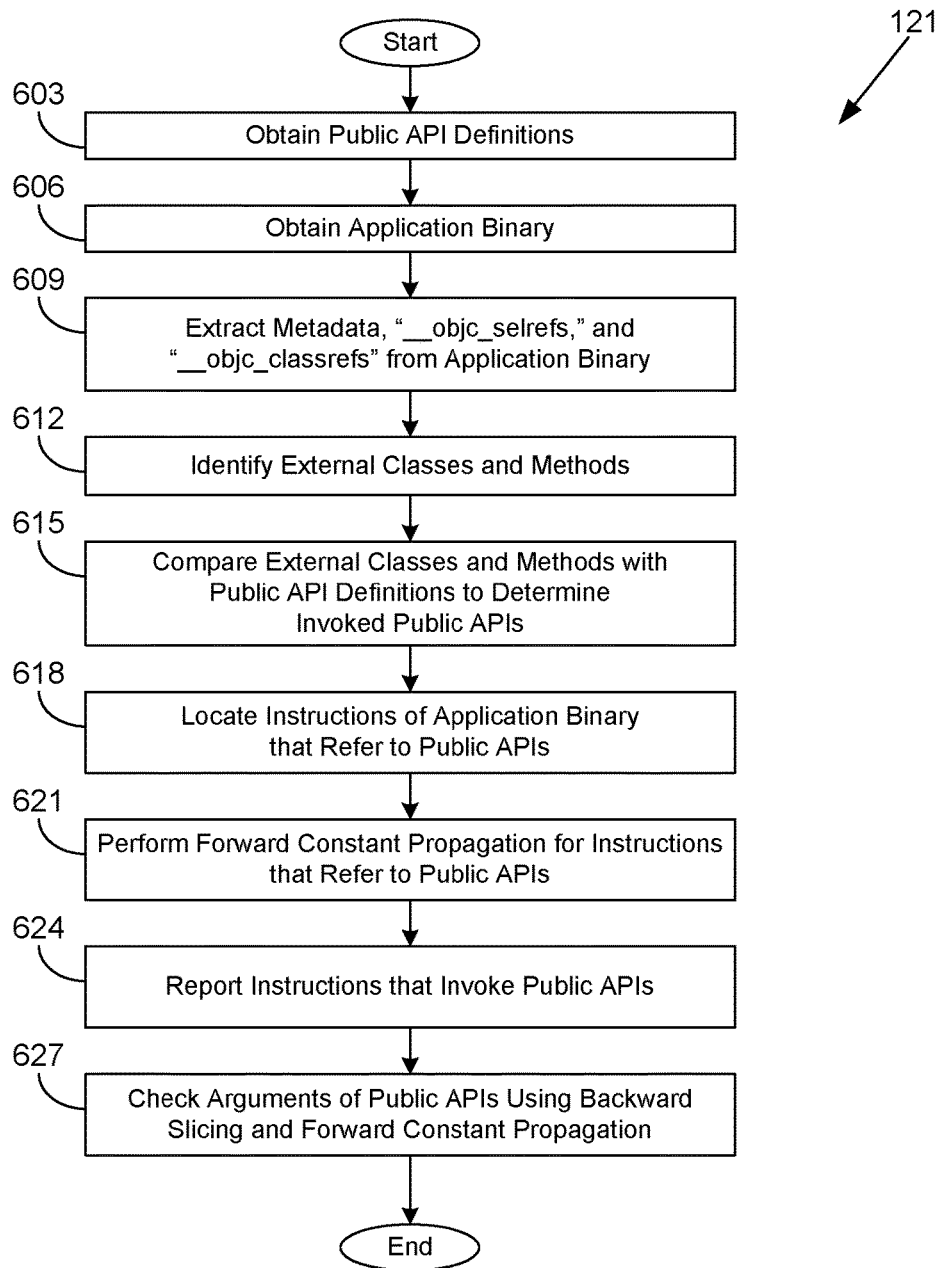 121
Start
603
Obtain Public API Definitions
606
Obtain Application Binary
609
Extract Metadata, “__objc_selrefs,” and
“__objc_classrefs” from Application Binary
612
Identify External Classes and Methods
615
Compare External Classes and Methods with
Public API Definitions to Determine
Invoked Public APIs
618
Locate Instructions of Application Binary
that Refer to Public APIs
621
Perform Forward Constant Propagation for Instructions
that Refer to Public APIs
624
Report Instructions that Invoke Public APIs
627
Check Arguments of Public APIs Using Backward
Slicing and Forward Constant Propagation
End